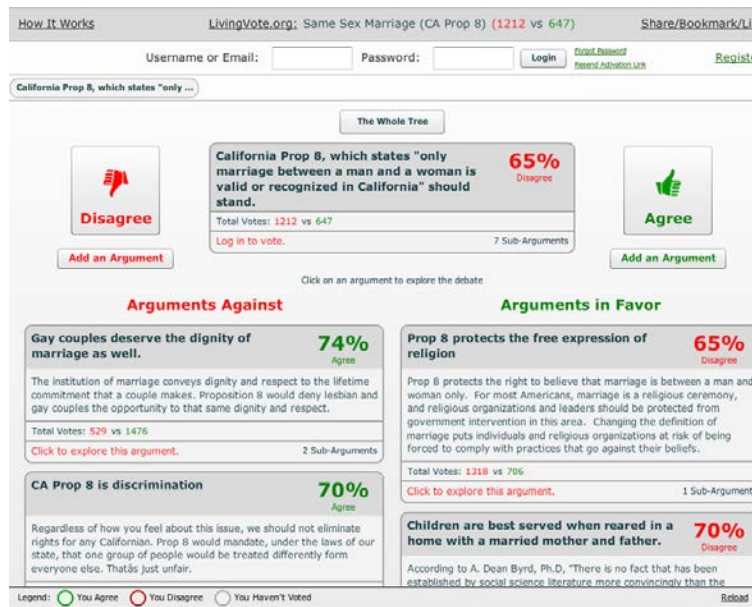 How It Works
LivingVote.org: Same Sex Marriage (CA Prop 8) (1212 vs 647)
Share/Bookmark/Li
Username or Email:
Password:
Login
Forgot Password
Resend Activation Link
Registe
California Prop 8, which states "only ...
The Whole Tree
Disagree
Add an Argument
California Prop 8, which states "only
marriage between a man and a woman is
valid or recognized in California" should
stand.
65%
Disagree
Total Votes: 1212 vs 647
Log in to vote.
7 Sub-Arguments
Agree
Add an Argument
Click on an argument to explore the debate
Arguments Against
Gay couples deserve the dignity of
marriage as well.
74%
Agree
The institution of marriage conveys dignity and respect to the lifetime
commitment that a couple makes. Proposition 8 would deny lesbian and
gay couples the opportunity to that same dignity and respect.
Total Votes: 529 vs 1476
Click to explore this argument.
2 Sub-Arguments
CA Prop 8 is discrimination
70%
Agree
Regardless of how you feel about this issue, we should not eliminate
rights for any Californian. Prop 8 would mandate, under the laws of our
state, that one group of people would be treated differently form
everyone else. Thatås just unfair.
Arguments in Favor
Prop 8 protects the free expression of
religion
65%
Disagree
Prop 8 protects the right to believe that marriage is between a man and
woman only. For most Americans, marriage is a religious ceremony,
and religious organizations and leaders should be protected from
government intervention in this area. Changing the definition of
marriage puts individuals and religious organizations at risk of being
forced to comply with practices that go against their beliefs.
Total Votes: 1318 vs 706
Click to explore this argument.
1 Sub-Argument
Children are best served when reared in a
home with a married mother and father.
70%
Disagree
According to A. Dean Byrd, Ph.D, "There is no fact that has been
established by social science literature more convincingly than the
Legend:
You Agree
You Disagree
You Haven't Voted
Reload